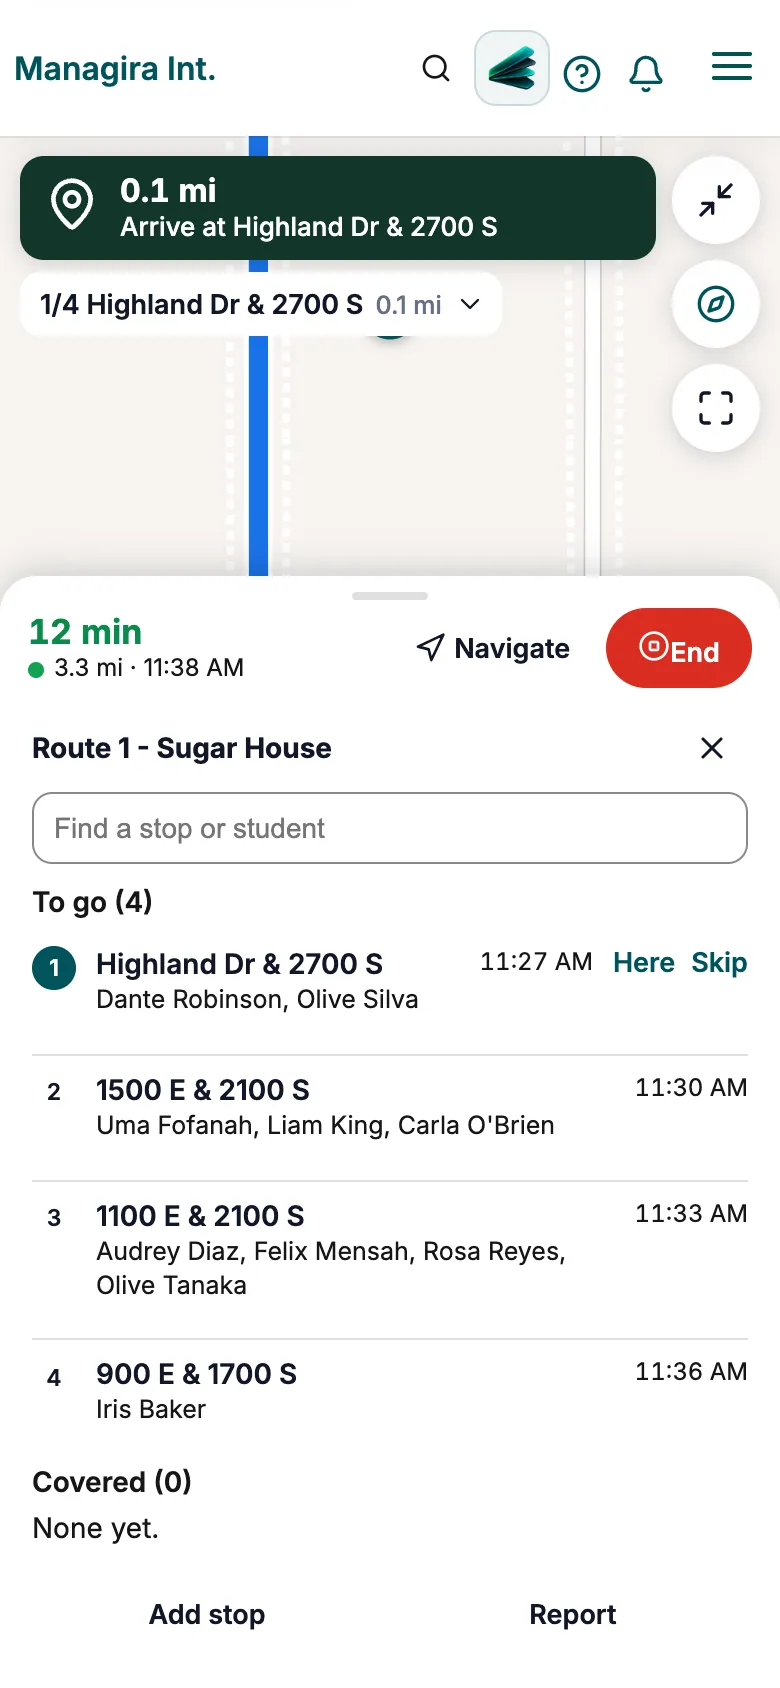 Managira Int.
0.1 mi
Arrive at Highland Dr & 2700 S
1/4 Highland Dr & 2700 S 0.1 mi
12 min
3.3 mi · 11:38 AM
Navigate
End
Route 1 - Sugar House
Find a stop or student
To go (4)
1 Highland Dr & 2700 S 11:27 AM Here Skip
Dante Robinson, Olive Silva
2 1500 E & 2100 S 11:30 AM
Uma Fofanah, Liam King, Carla O'Brien
3 1100 E & 2100 S 11:33 AM
Audrey Diaz, Felix Mensah, Rosa Reyes,
Olive Tanaka
4 900 E & 1700 S 11:36 AM
Iris Baker
Covered (0)
None yet.
Add stop Report